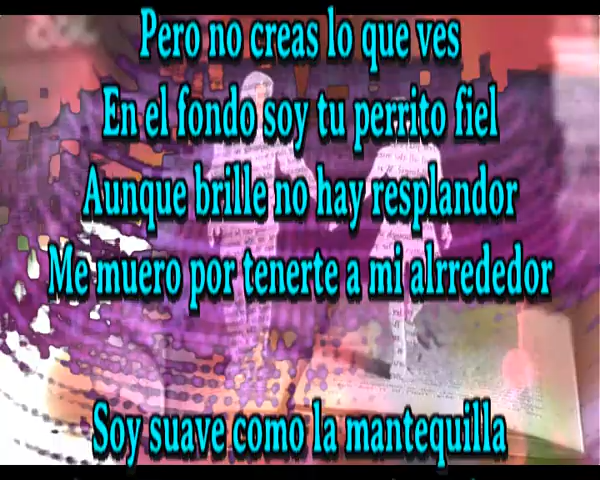 Pero no creas lo que ves
En el fondo soy tu perrito fiel
Aunque brille no hay resplandor
Me muero por tenerte a mi alrrededor
Soy suave como la mantequilla